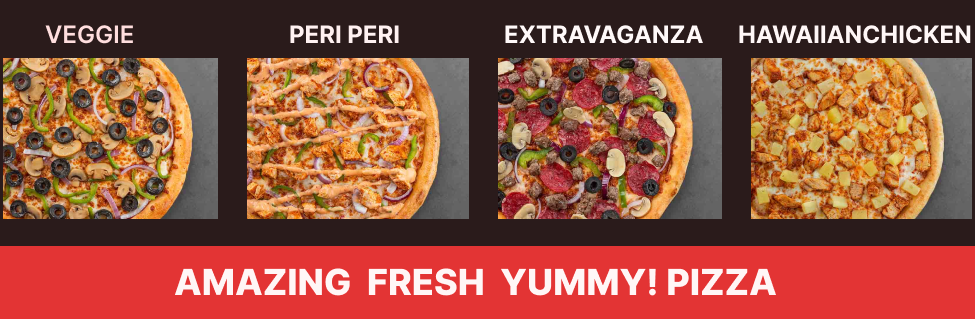 VEGGIE PERI PERI EXTRAVAGANZA HAWAIIANCHICKEN
AMAZING FRESH YUMMY! PIZZA